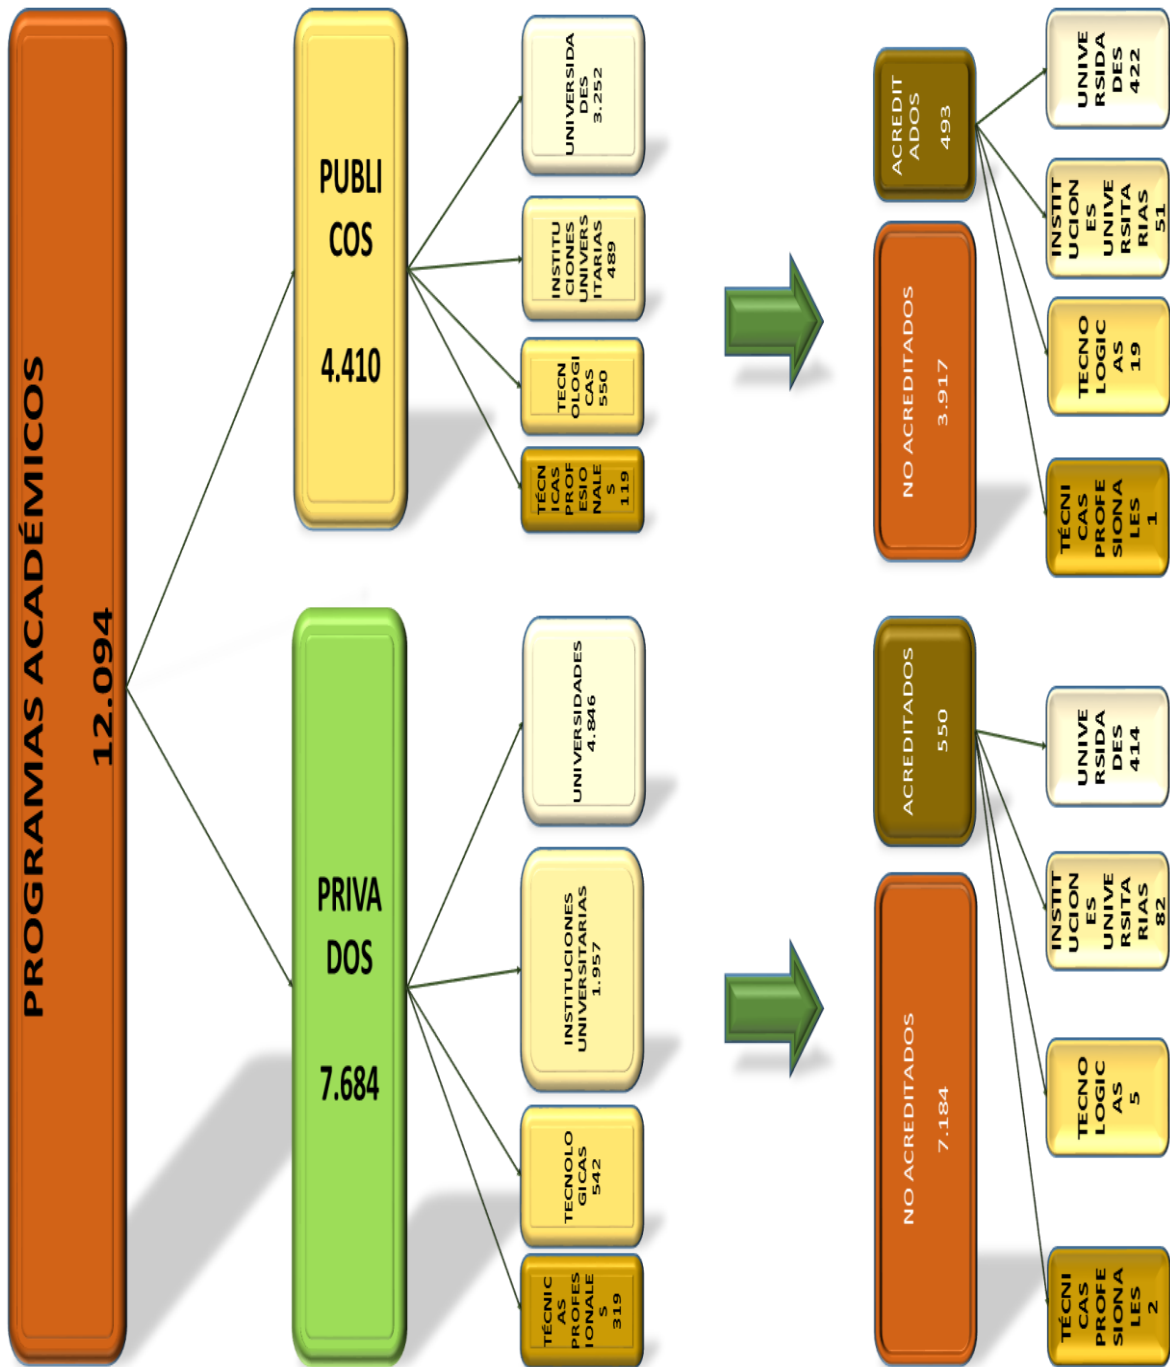 PROGRAMAS ACADÉMICOS
12.094
PRIVA
DOS
7.684
PUBLI
COS
4.410
TÉCNIC
AS
PROFES
IONALE
S
319
TECNOLO
GICAS
542
INSTITUCIONES
UNIVERSITARIAS
1.957
UNIVERSIDADES
4.846
TÉCN
ICAS
PROF
ESIO
NALE
S
119
TECN
OLOGI
CAS
550
INSTITU
CIONES
UNIVERS
ITARIAS
489
UNIVERSIDA
DES
3.252
NO ACREDITADOS
7.184
ACREDITADOS
550
NO ACREDITADOS
3.917
ACREDIT
ADOS
493
TÉCNI
CAS
PROFE
SIONA
LES
2
TECNO
LOGIC
AS
5
INSTIT
UCION
ES
UNIVE
RSITA
RIAS
82
UNIVE
RSIDA
DES
414
TÉCNI
CAS
PROFE
SIONA
LES
1
TECNO
LOGIC
AS
19
INSTIT
UCION
ES
UNIVE
RSITA
RIAS
51
UNIVE
RSIDA
DES
422